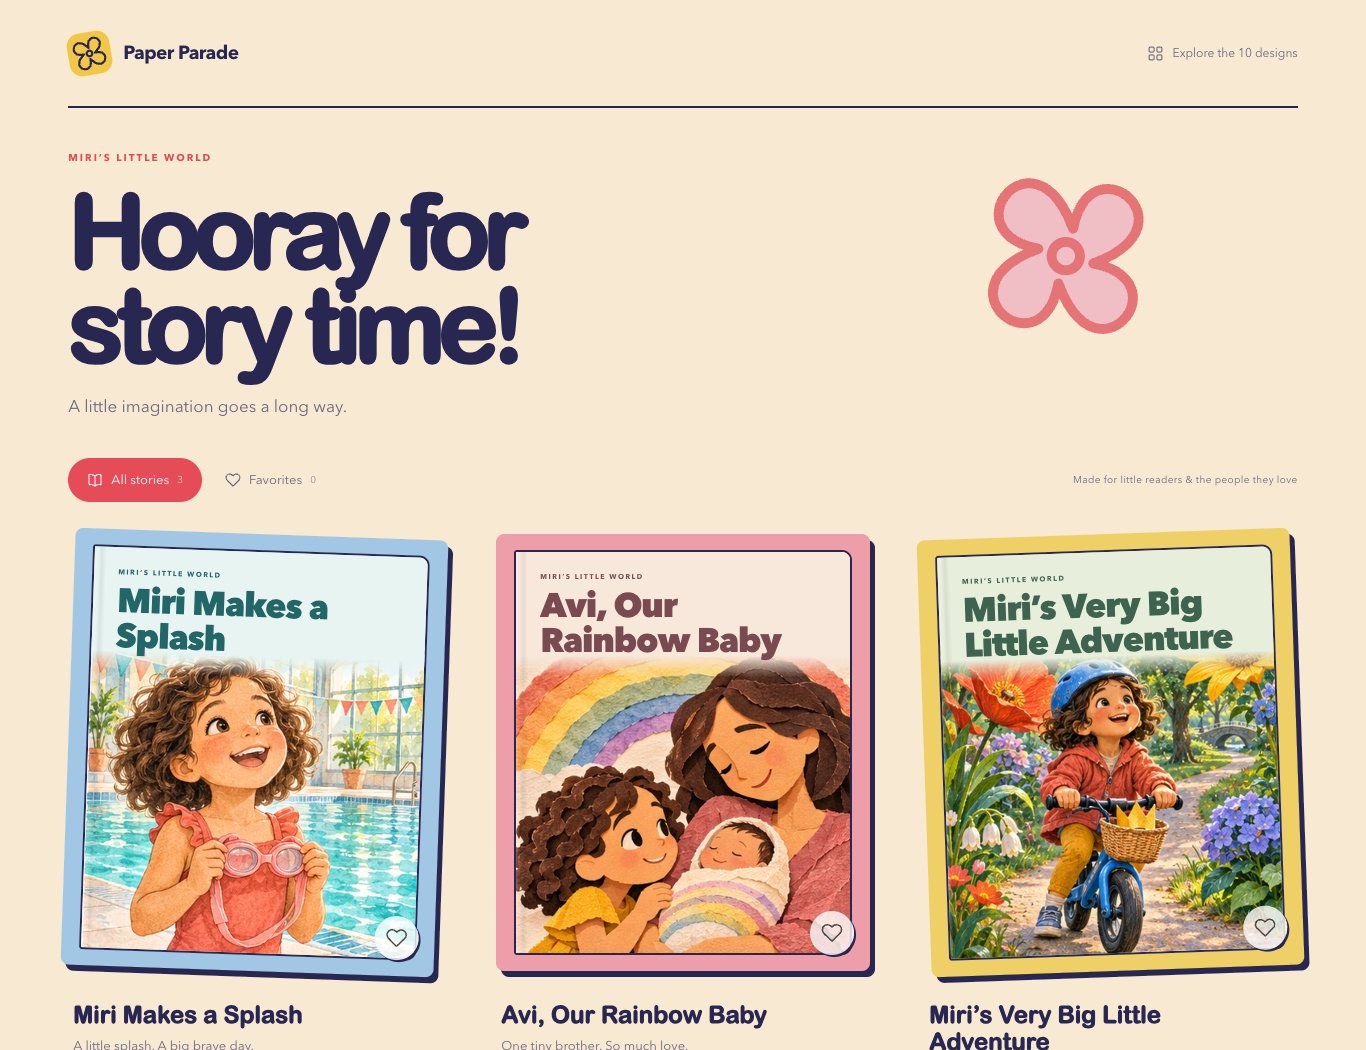 Paper Parade
Explore the 10 designs
MIRI'S LITTLE WORLD
Hooray for
story time!
A little imagination goes a long way.
All stories 3
Favorites 0
Made for little readers & the people they love
MIRI'S LITTLE WORLD
Miri Makes a
Splash
MIRI'S LITTLE WORLD
Avi, Our
Rainbow Baby
MIRI'S LITTLE WORLD
Miri's Very Big
Little Adventure
Miri Makes a Splash
A little splash. A big brave day.
Avi, Our Rainbow Baby
One tiny brother. So much love.
Miri's Very Big Little
Adventure